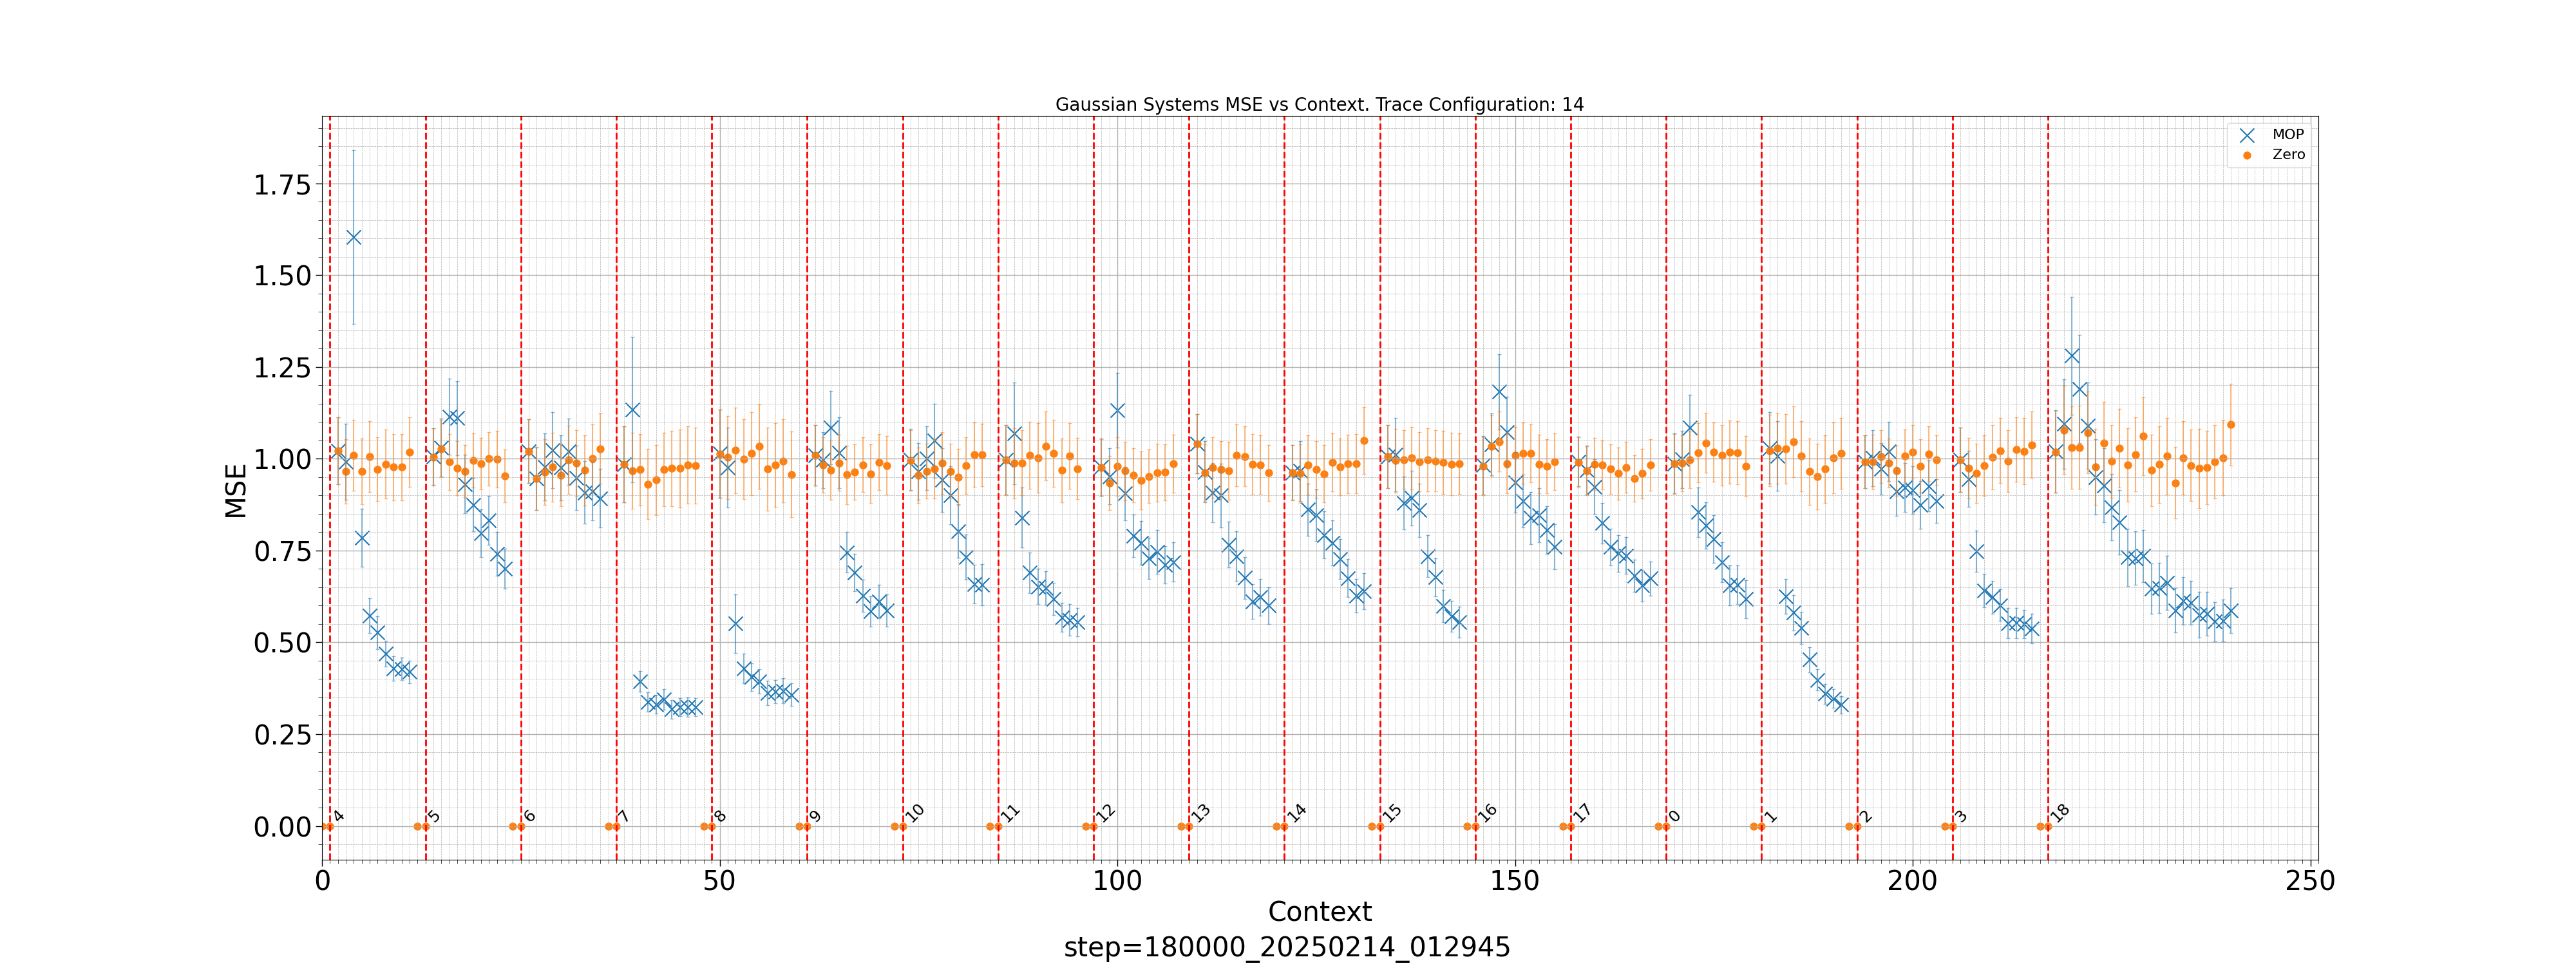 Gaussian Systems MSE vs Context. Trace Configuration: 14
MOP
Zero
1.75
1.50
1.25
1.00
0.75
0.50
0.25
0.00
MSE
4 5 6 7 8 9 10 11 12 13 14 15 16 17 0 1 2 3 18
0 50 100 150 200 250
Context
step=180000_20250214_012945